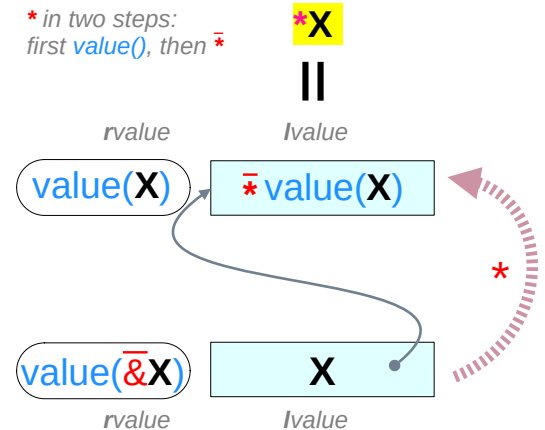 * in two steps:
first value(), then *̄
*X
=
rvalue lvalue
value(X) *̄ value(X)
*
value(&̄X) X
rvalue lvalue